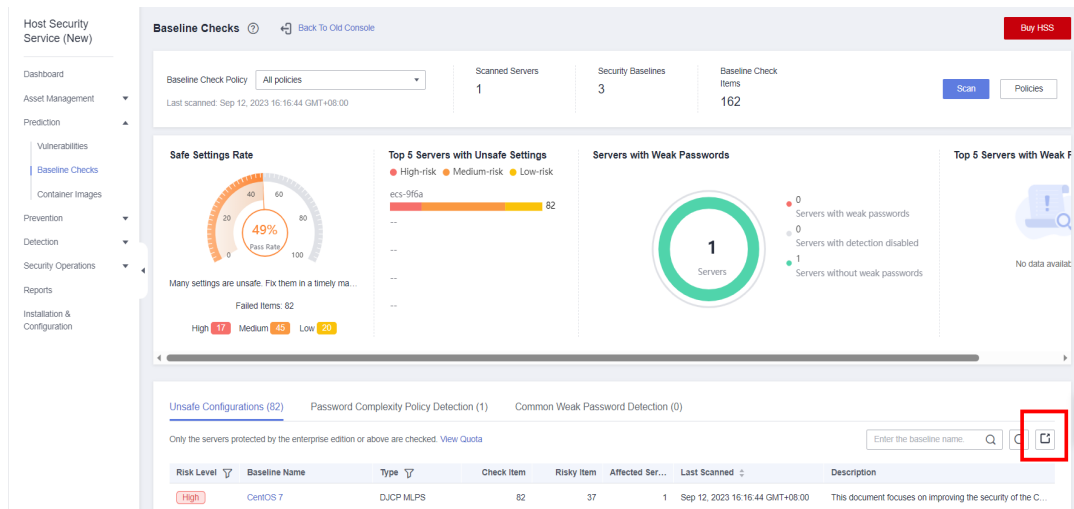 Host Security
Service (New)
Dashboard
Asset Management
Prediction
Vulnerabilities
Baseline Checks
Container Images
Prevention
Detection
Security Operations
Reports
Installation &
Configuration
Baseline Checks ? Back To Old Console
Buy HSS
Baseline Check Policy All policies
Last scanned: Sep 12, 2023 16:16:44 GMT+08:00
Scanned Servers
1
Security Baselines
3
Baseline Check
Items
162
Scan Policies
Safe Settings Rate
0 20 40 60 80 100
49%
Pass Rate
Many settings are unsafe. Fix them in a timely ma...
Failed Items: 82
High 17 Medium 45 Low 20
Top 5 Servers with Unsafe Settings
High-risk Medium-risk Low-risk
ecs-9f6a
82
--
--
--
--
Servers with Weak Passwords
1
Servers
0
Servers with weak passwords
0
Servers with detection disabled
1
Servers without weak passwords
Top 5 Servers with Weak
No data availab
Unsafe Configurations (82) Password Complexity Policy Detection (1) Common Weak Password Detection (0)
Only the servers protected by the enterprise edition or above are checked. View Quota
Enter the baseline name.
Risk Level Baseline Name Type Check Item Risky Item Affected Ser... Last Scanned Description
High CentOS 7 DJCP MLPS 82 37 1 Sep 12, 2023 16:16:44 GMT+08:00 This document focuses on improving the security of the C...